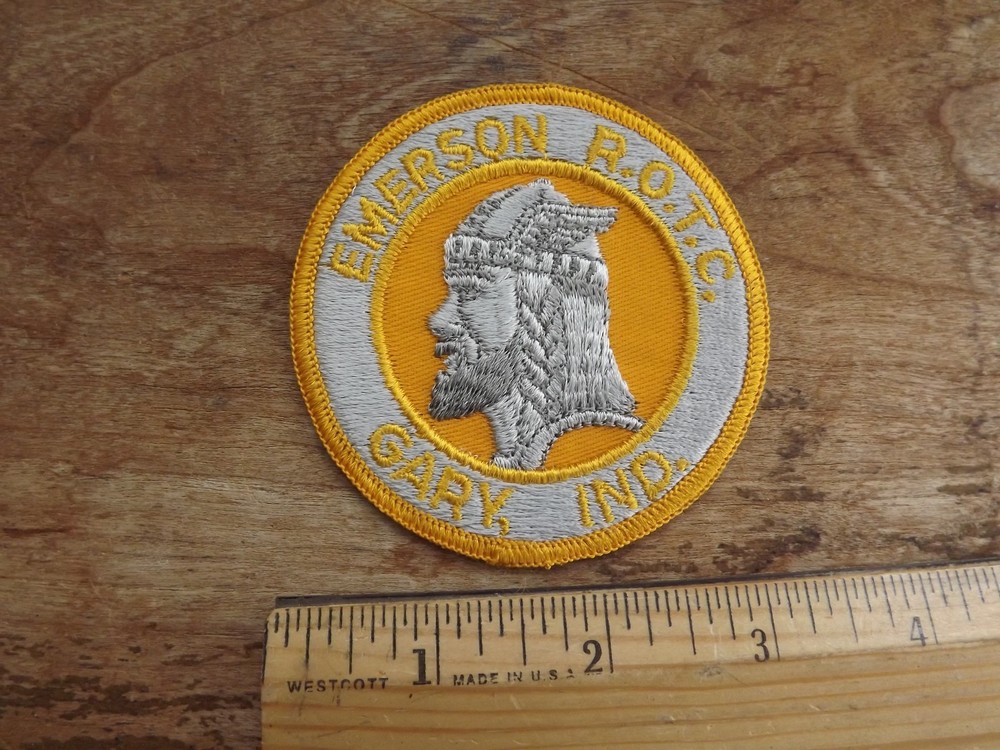 EMERSON R.O.T.C.
GARY, IND.
1 2 3 4
WESTCOTT MADE IN U.S.A.